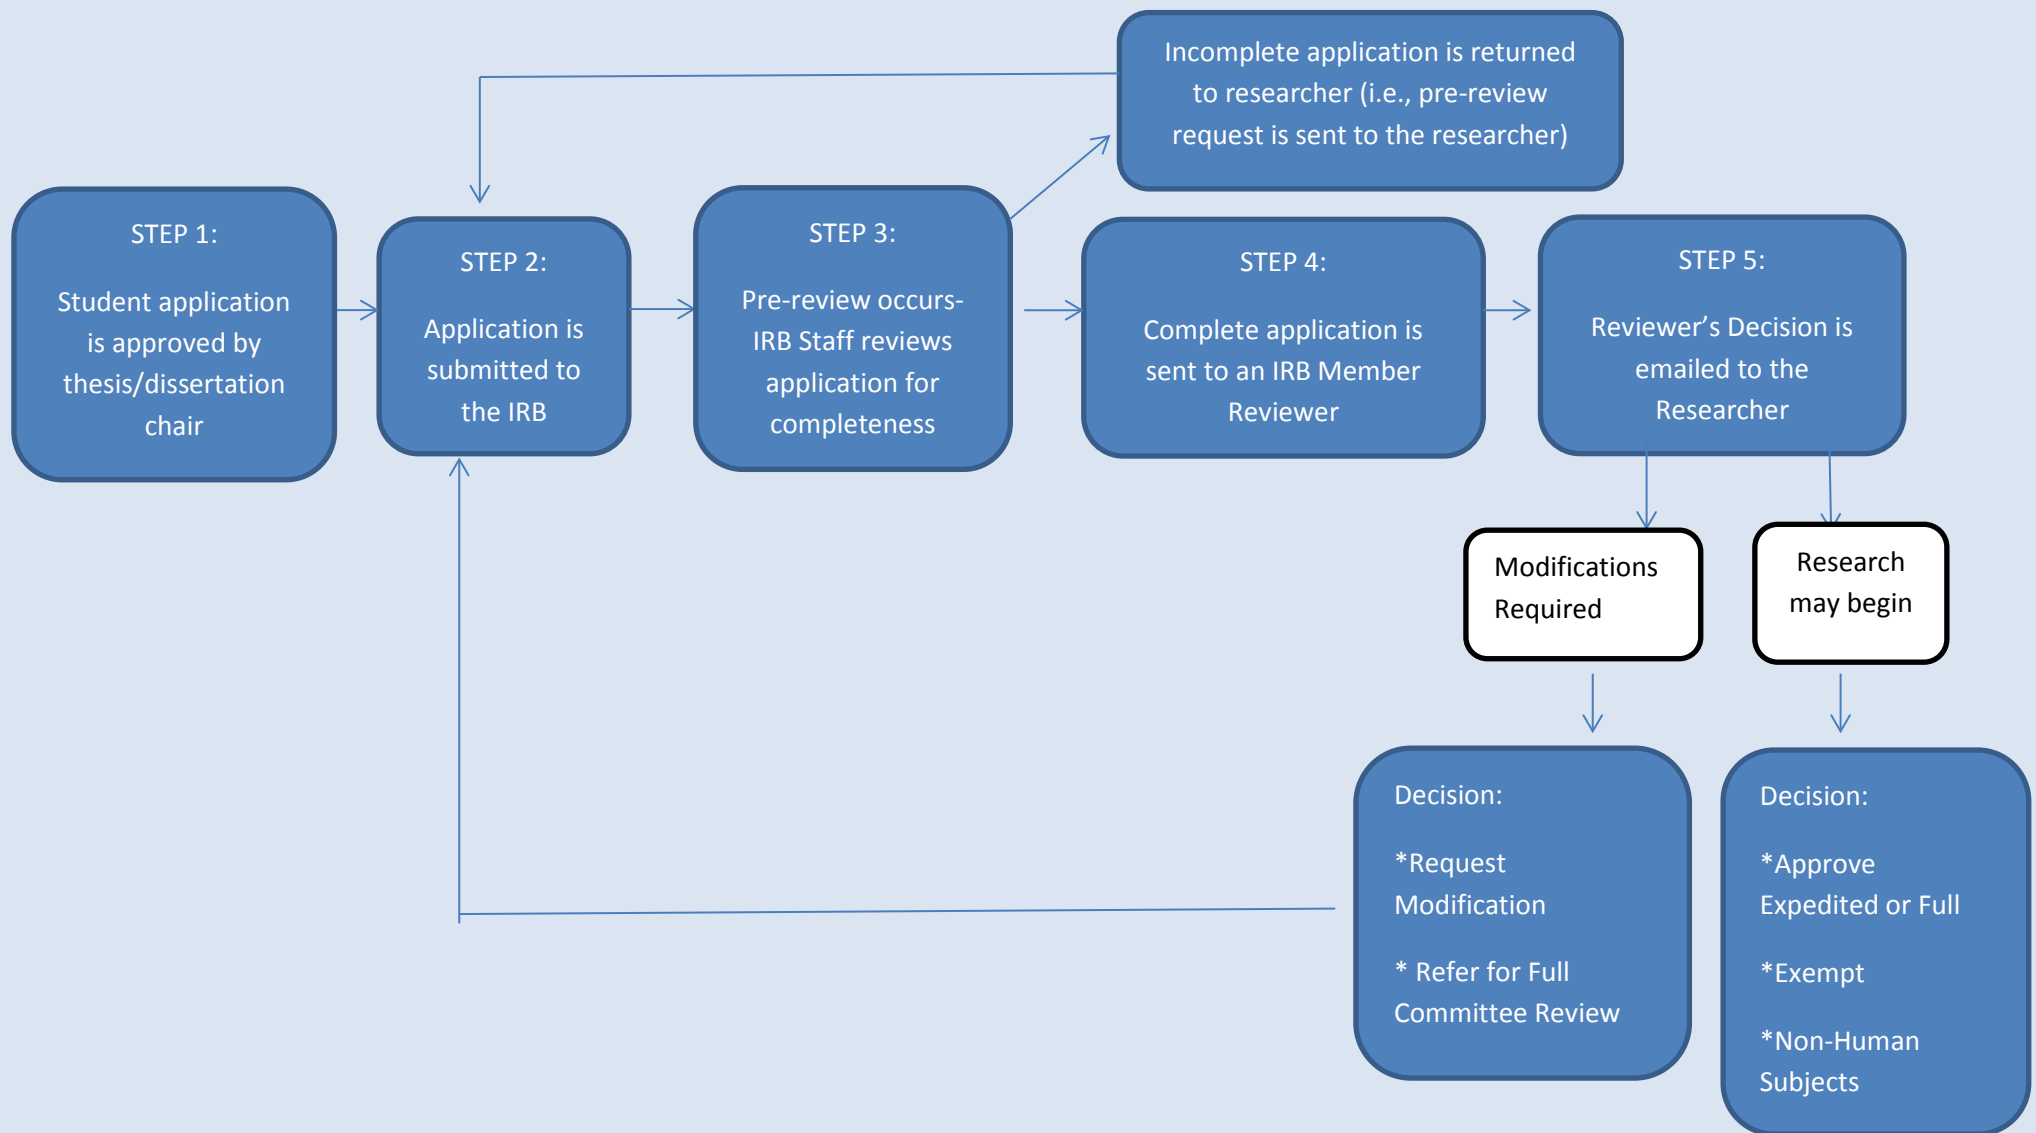 Incomplete application is returned
to researcher (i.e., pre-review
request is sent to the researcher)
STEP 1:
Student application
is approved by
thesis/dissertation
chair
STEP 2:
Application is
submitted to
the IRB
STEP 3:
Pre-review occurs-
IRB Staff reviews
application for
completeness
STEP 4:
Complete application is
sent to an IRB Member
Reviewer
STEP 5:
Reviewer’s Decision is
emailed to the
Researcher
Modifications
Required
Research
may begin
Decision:
*Request
Modification
* Refer for Full
Committee Review
Decision:
*Approve
Expedited or Full
*Exempt
*Non-Human
Subjects